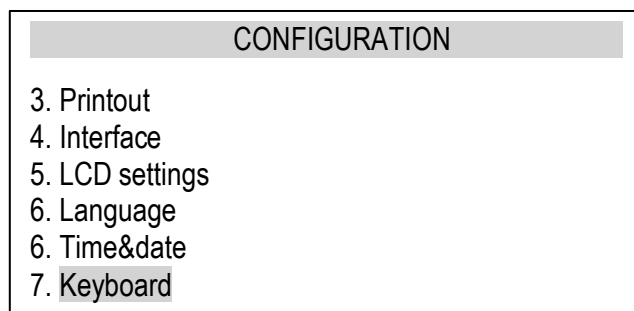 CONFIGURATION
3. Printout
4. Interface
5. LCD settings
6. Language
6. Time&date
7. Keyboard